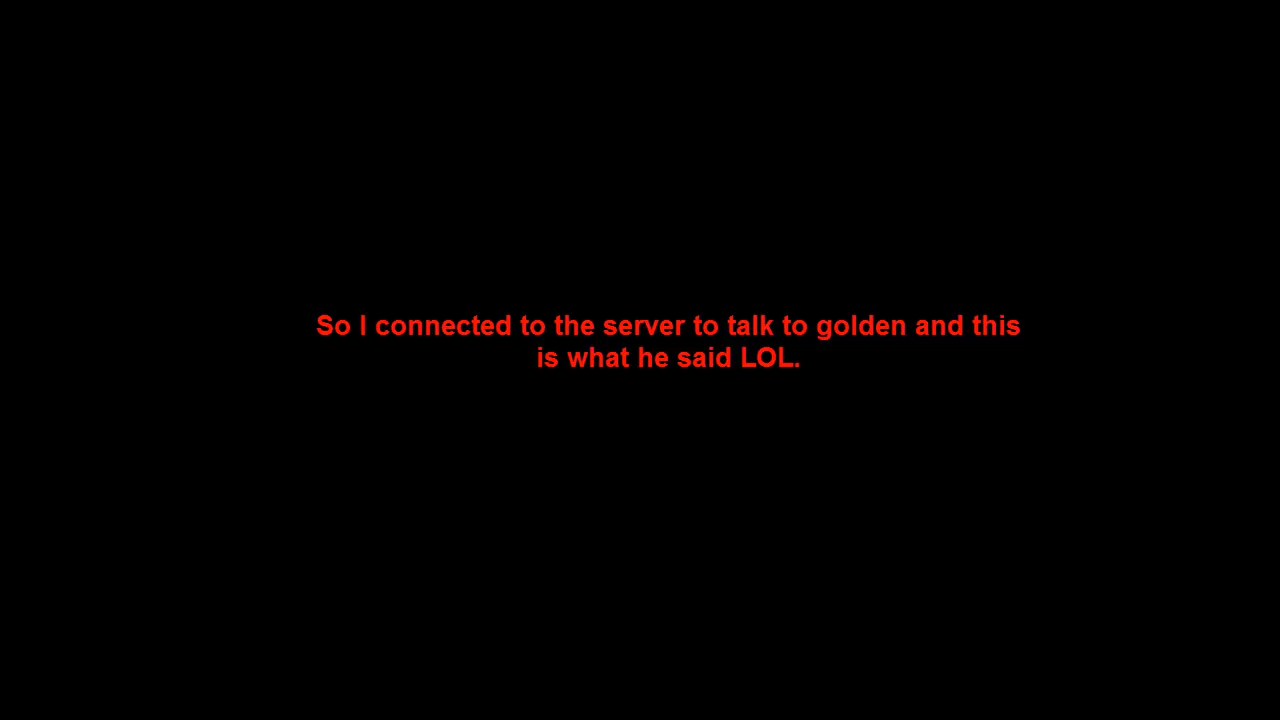 So I connected to the server to talk to golden and this
is what he said LOL.